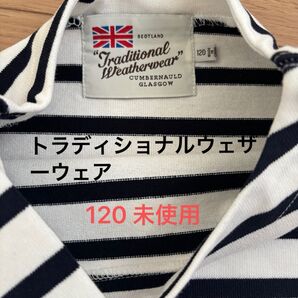 SCOTLAND
"Traditional
Weatherwear"
CUMBERNAULD
GLASGOW
120
トラディショナルウェザ
ーウェア
120 未使用